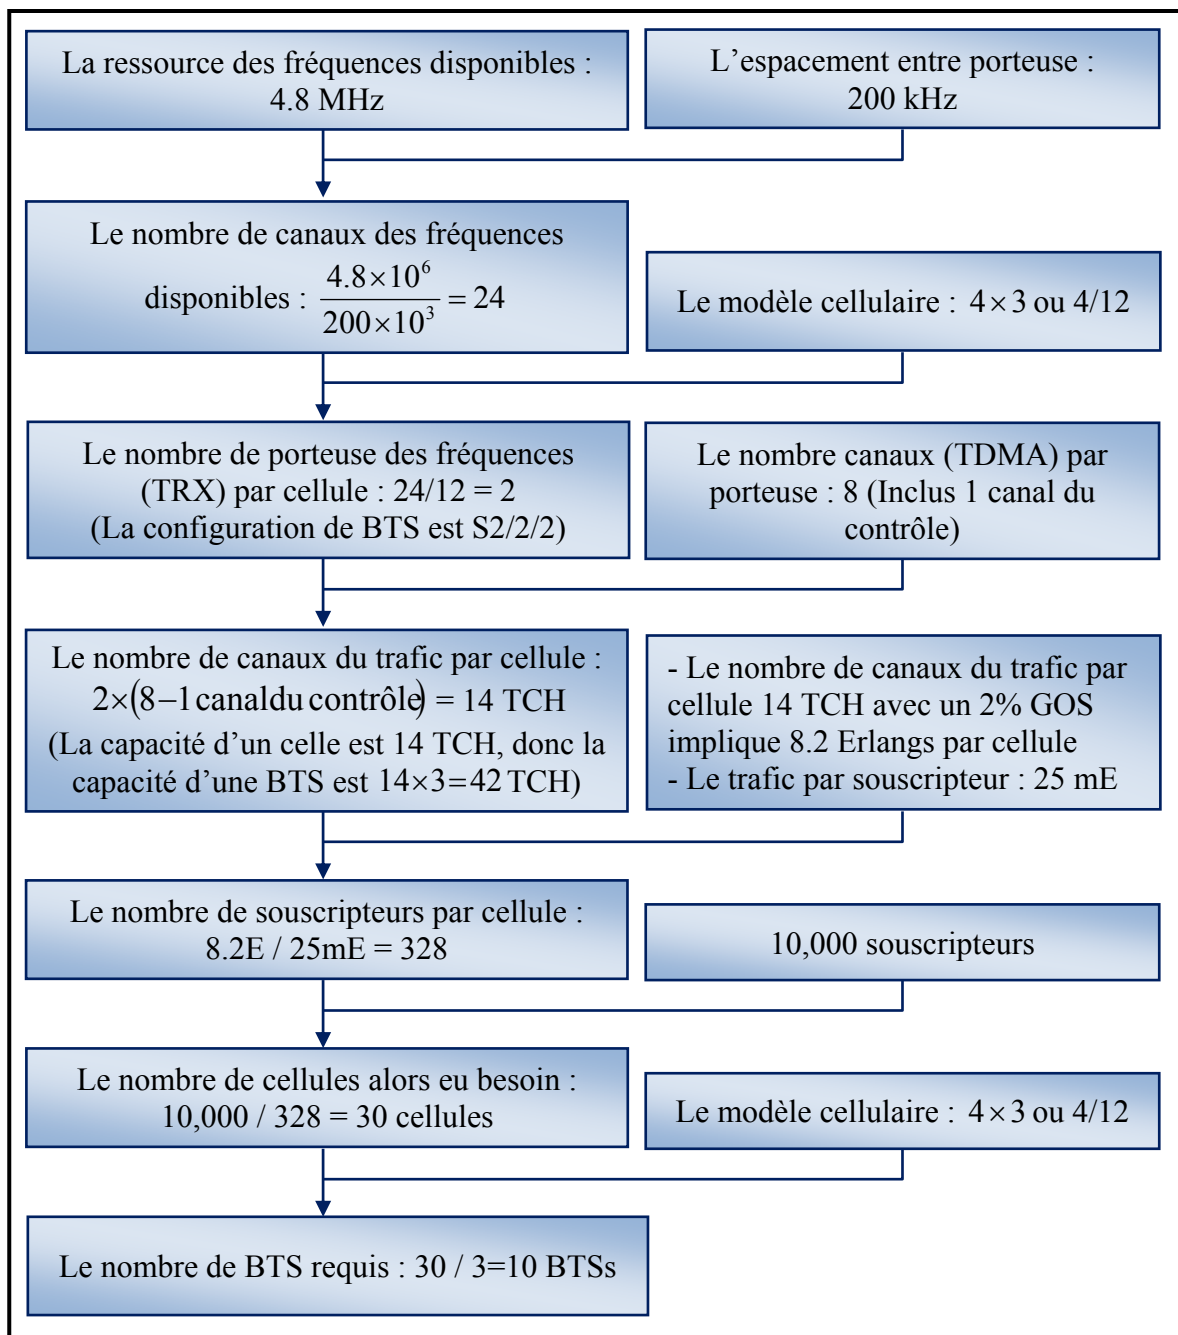 La ressource des fréquences disponibles :
4.8 MHz
L’espacement entre porteuse :
200 kHz
Le nombre de canaux des fréquences
disponibles : \frac{4.8×10^6}{200×10^3} = 24
Le modèle cellulaire : 4×3 ou 4/12
Le nombre de porteuse des fréquences
(TRX) par cellule : 24/12 = 2
(La configuration de BTS est S2/2/2)
Le nombre canaux (TDMA) par
porteuse : 8 (Inclus 1 canal du
contrôle)
Le nombre de canaux du trafic par cellule :
2×(8−1canaldu contrôle) = 14 TCH
(La capacité d’un celle est 14 TCH, donc la
capacité d’une BTS est 14×3=42 TCH)
- Le nombre de canaux du trafic par
cellule 14 TCH avec un 2% GOS
implique 8.2 Erlangs par cellule
- Le trafic par souscripteur : 25 mE
Le nombre de souscripteurs par cellule :
8.2E / 25mE = 328
10,000 souscripteurs
Le nombre de cellules alors eu besoin :
10,000 / 328 = 30 cellules
Le modèle cellulaire : 4×3 ou 4/12
Le nombre de BTS requis : 30 / 3=10 BTSs